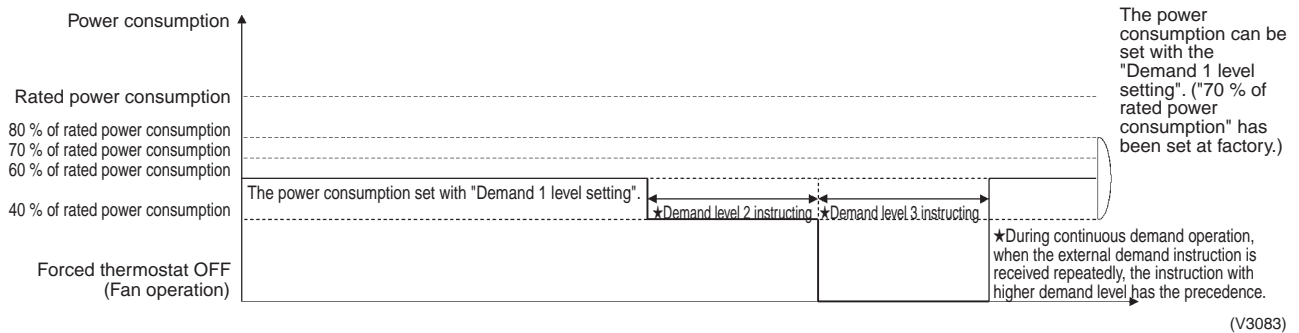 Power consumption
Rated power consumption
80 % of rated power consumption
70 % of rated power consumption
60 % of rated power consumption
40 % of rated power consumption
Forced thermostat OFF
(Fan operation)
The power consumption set with "Demand 1 level setting".
★Demand level 2 instructing
★Demand level 3 instructing
The power
consumption can be
set with the
"Demand 1 level
setting". ("70 % of
rated power
consumption" has
been set at factory.)
★During continuous demand operation,
when the external demand instruction is
received repeatedly, the instruction with
higher demand level has the precedence.
(V3083)